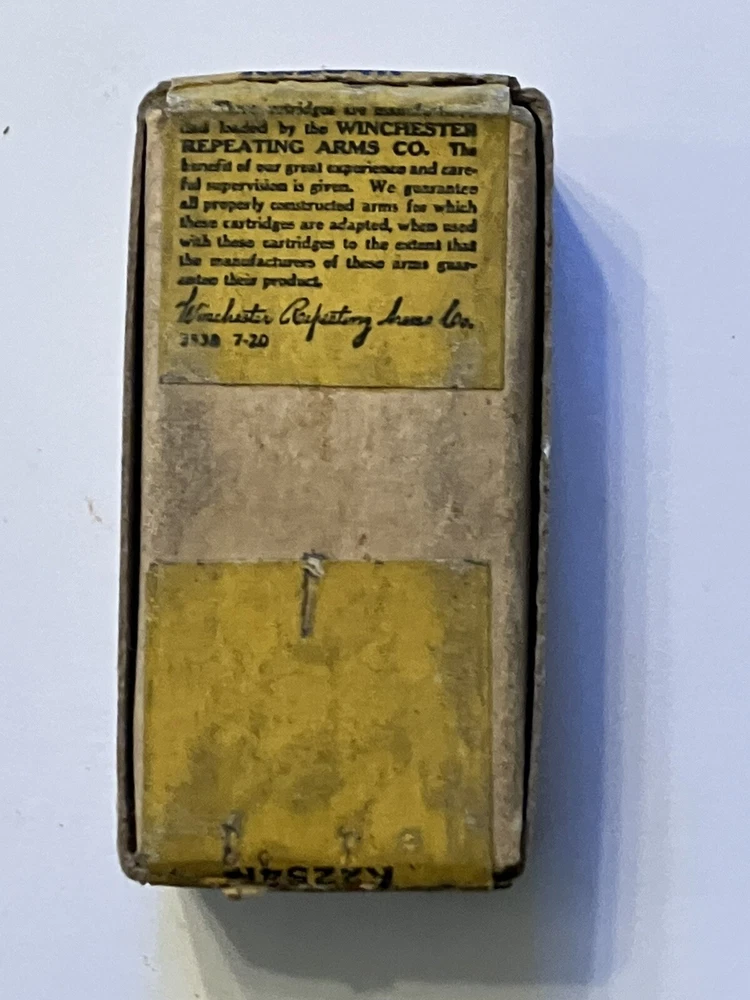 These cartridges are manufactured
and loaded by the WINCHESTER
REPEATING ARMS CO. The
benefit of our great experience and care-
ful supervision is given. We guarantee
all properly constructed arms for which
these cartridges are adapted, when used
with these cartridges to the extent that
the manufacturers of these arms guar-
antee their product.
Winchester Repeating Arms Co.
7-20